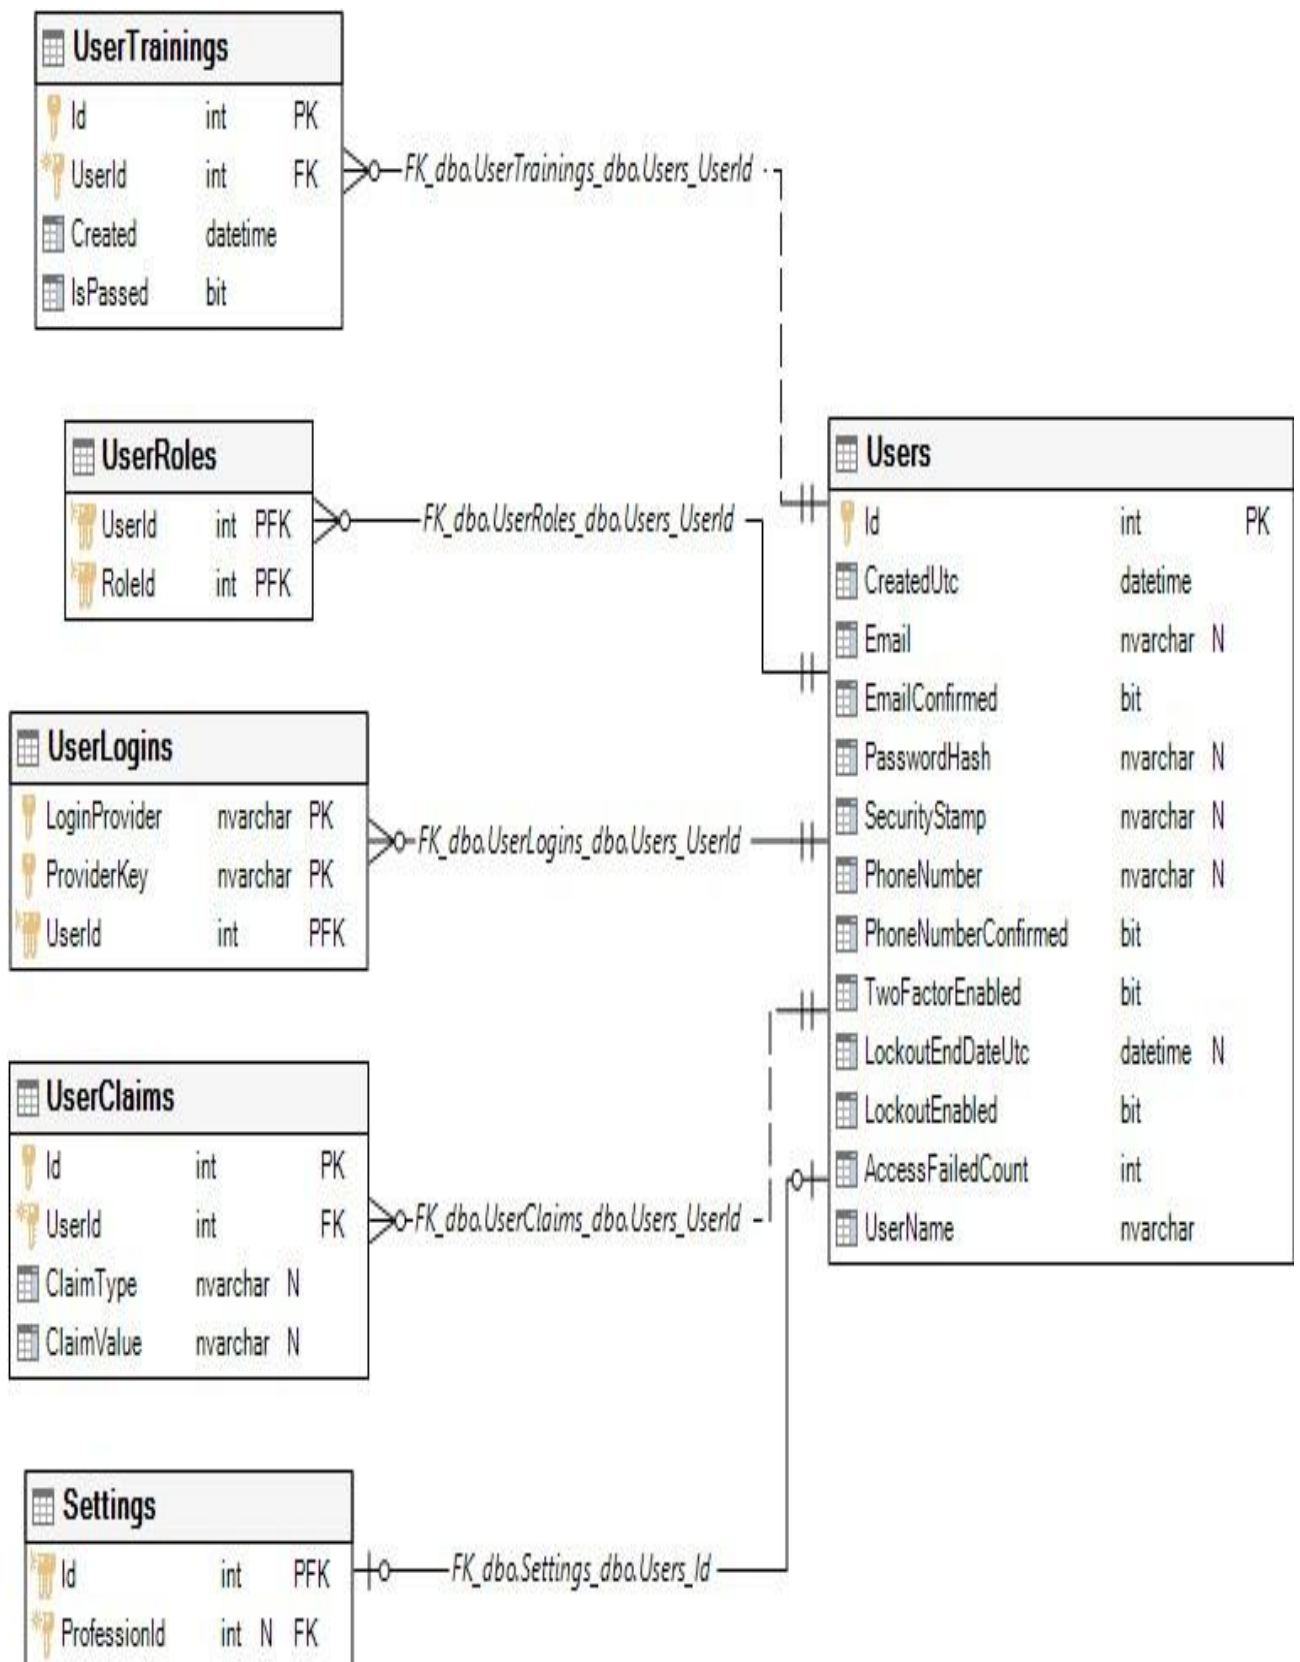 UserTrainings
Id int PK
UserId int FK
Created datetime
IsPassed bit
FK_dbo.UserTrainings_dbo.Users_UserId
UserRoles
UserId int PFK
RoleId int PFK
FK_dbo.UserRoles_dbo.Users_UserId
UserLogins
LoginProvider nvarchar PK
ProviderKey nvarchar PK
UserId int PFK
FK_dbo.UserLogins_dbo.Users_UserId
UserClaims
Id int PK
UserId int FK
ClaimType nvarchar N
ClaimValue nvarchar N
FK_dbo.UserClaims_dbo.Users_UserId
Settings
Id int PFK
ProfessionId int N FK
FK_dbo.Settings_dbo.Users_Id
Users
Id int PK
CreatedUtc datetime
Email nvarchar N
EmailConfirmed bit
PasswordHash nvarchar N
SecurityStamp nvarchar N
PhoneNumber nvarchar N
PhoneNumberConfirmed bit
TwoFactorEnabled bit
LockoutEndDateUtc datetime N
LockoutEnabled bit
AccessFailedCount int
UserName nvarchar